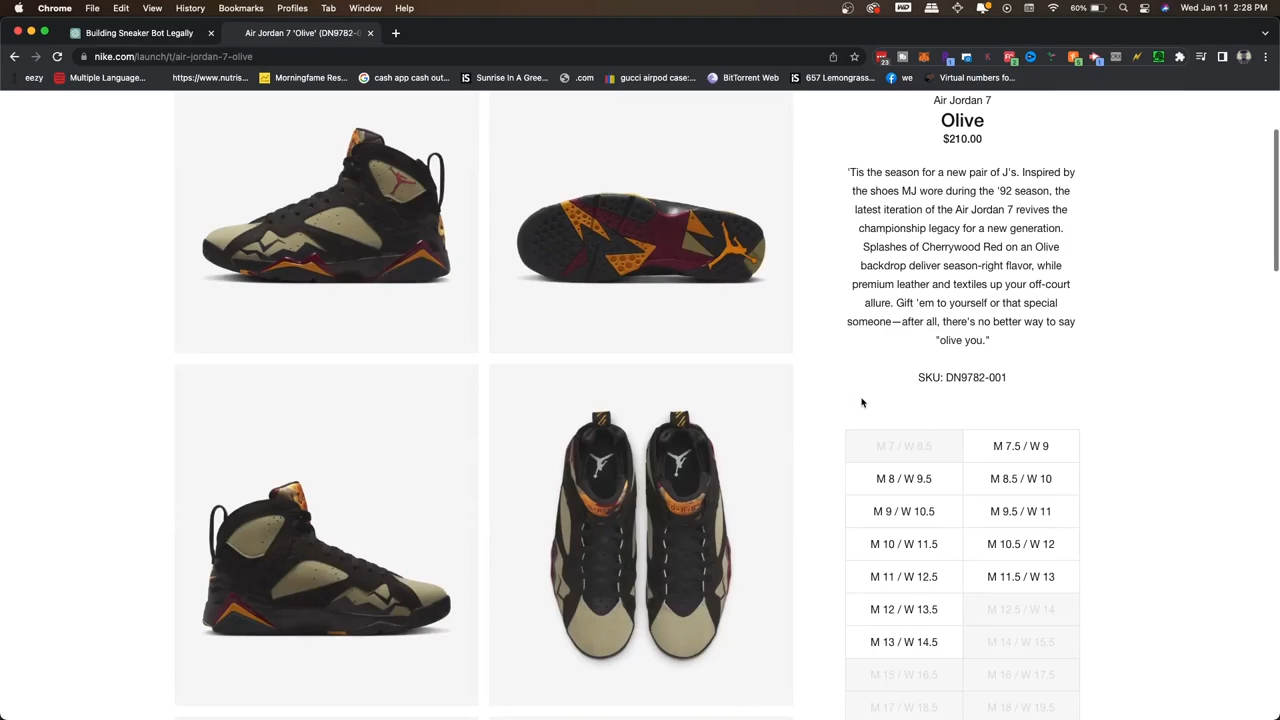 Chrome File Edit View History Bookmarks Profiles Tab Window Help
60% Wed Jan 11 2:28 PM
Building Sneaker Bot Legally
Air Jordan 7 'Olive' (DN9782-0
nike.com/launch/t/air-jordan-7-olive
eezy Multiple Language... https://www.nutris... Morningfame Res... cash app cash out... Sunrise In A Gree... .com gucci airpod case:... BitTorrent Web 657 Lemongrass... we Virtual numbers fo...
Air Jordan 7
Olive
$210.00
'Tis the season for a new pair of J's. Inspired by
the shoes MJ wore during the '92 season, the
latest iteration of the Air Jordan 7 revives the
championship legacy for a new generation.
Splashes of Cherrywood Red on an Olive
backdrop deliver season-right flavor, while
premium leather and textiles up your off-court
allure. Gift 'em to yourself or that special
someone—after all, there's no better way to say
"olive you."
SKU: DN9782-001
M 7 / W 8.5 M 7.5 / W 9
M 8 / W 9.5 M 8.5 / W 10
M 9 / W 10.5 M 9.5 / W 11
M 10 / W 11.5 M 10.5 / W 12
M 11 / W 12.5 M 11.5 / W 13
M 12 / W 13.5 M 12.5 / W 14
M 13 / W 14.5 M 14 / W 15.5
M 15 / W 16.5 M 16 / W 17.5
M 17 / W 18.5 M 18 / W 19.5